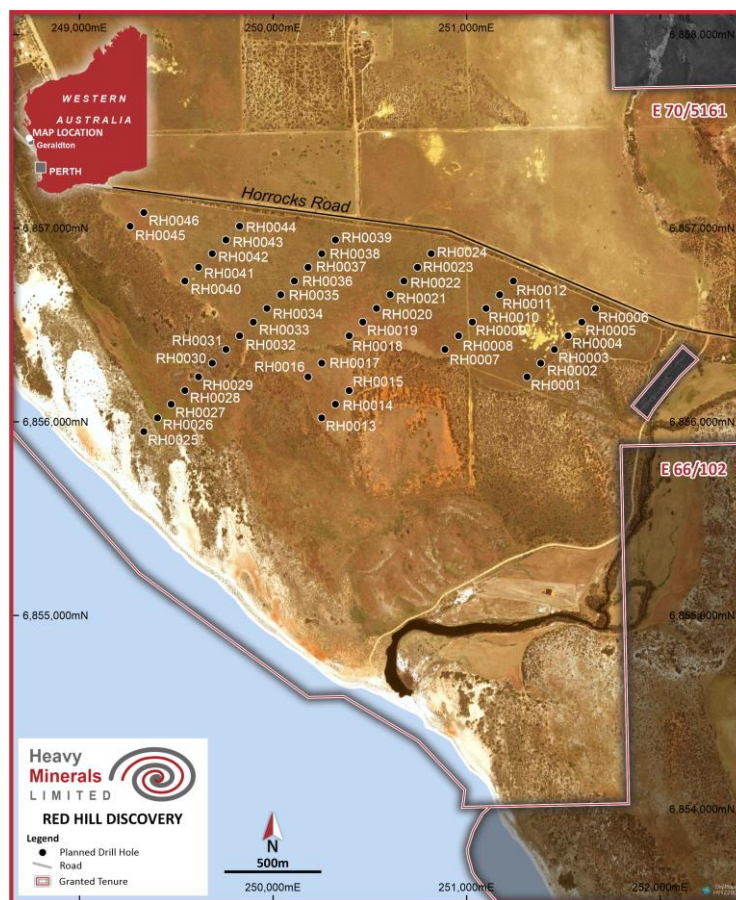 249,000mE
250,000mE
251,000mE
6,858,000mN
WESTERN
AUSTRALIA
MAP LOCATION
Geraldton
PERTH
E 70/5161
Horrocks Road
6,857,000mN
6,857,000mN
RH0046
RH0045
RH0044
RH0043
RH0042
RH0041
RH0040
RH0039
RH0038
RH0037
RH0036
RH0035
RH0034
RH0033
RH0032
RH0031
RH0030
RH0029
RH0028
RH0027
RH0026
RH0025
RH0024
RH0023
RH0022
RH0021
RH0020
RH0019
RH0018
RH0017
RH0016
RH0015
RH0014
RH0013
RH0012
RH0011
RH0010
RH0009
RH0008
RH0007
RH0006
RH0005
RH0004
RH0003
RH0002
RH0001
6,856,000mN
6,856,000mN
E 66/102
6,855,000mN
6,855,000mN
6,854,000mN
Heavy
Minerals
LIMITED
RED HILL DISCOVERY
Legend
Planned Drill Hole
Road
Granted Tenure
N
500m
250,000mE
251,000mE
252,000mE